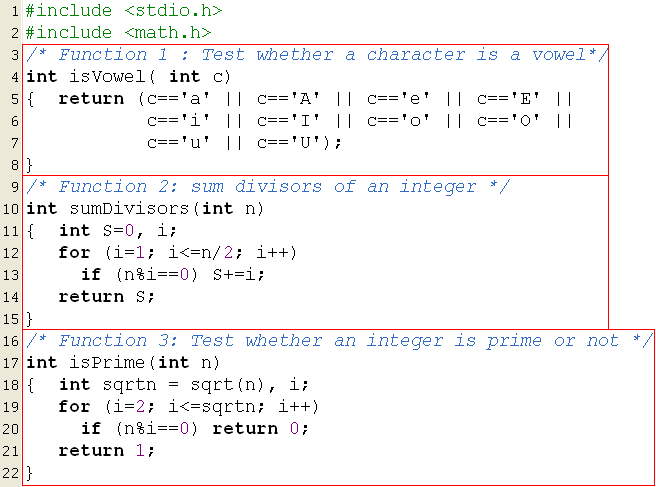 1 #include <stdio.h>
2 #include <math.h>
3 /* Function 1 : Test whether a character is a vowel*/
4 int isVowel( int c)
5 {  return (c=='a' || c=='A' || c=='e' || c=='E' ||
6            c=='i' || c=='I' || c=='o' || c=='O' ||
7            c=='u' || c=='U');
8 }
9 /* Function 2: sum divisors of an integer */
10 int sumDivisors(int n)
11 {  int S=0, i;
12    for (i=1; i<=n/2; i++)
13      if (n%i==0) S+=i;
14    return S;
15 }
16 /* Function 3: Test whether an integer is prime or not */
17 int isPrime(int n)
18 {  int sqrtn = sqrt(n), i;
19    for (i=2; i<=sqrtn; i++)
20      if (n%i==0) return 0;
21    return 1;
22 }